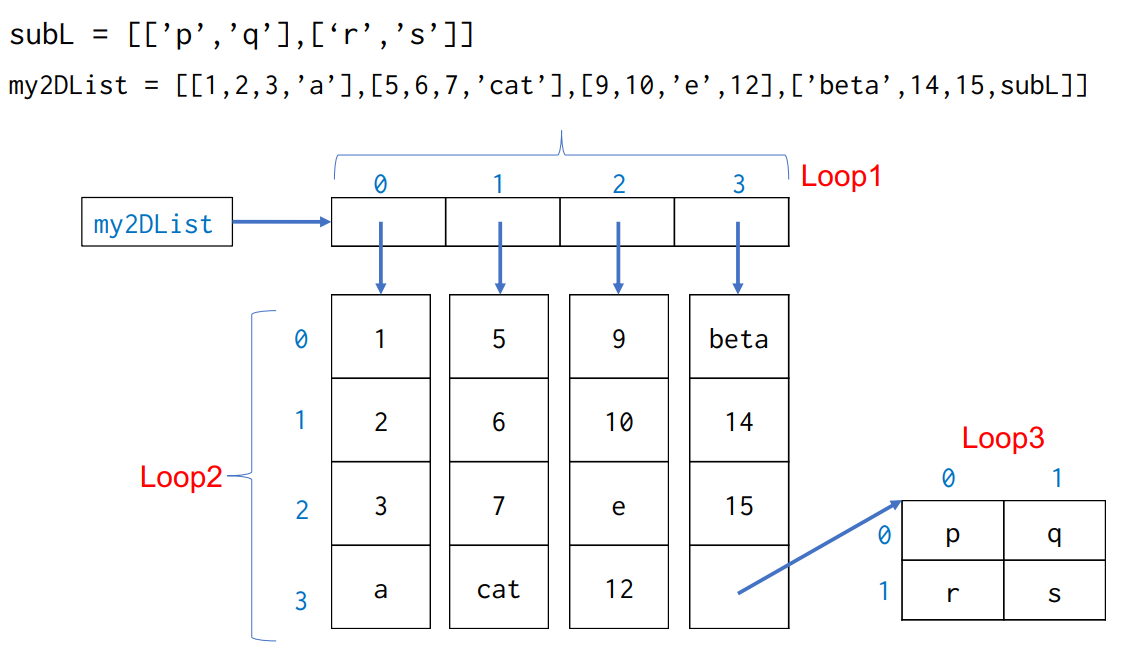 subL = [[’p’,’q’],[‘r’,’s’]]
my2DList = [[1,2,3,’a’],[5,6,7,’cat’],[9,10,’e’,12],[’beta’,14,15,subL]]
0 1 2 3 Loop1
my2DList
0 1 5 9 beta
1 2 6 10 14
Loop3
Loop2
0 1
2 3 7 e 15
0 p q
3 a cat 12
1 r s